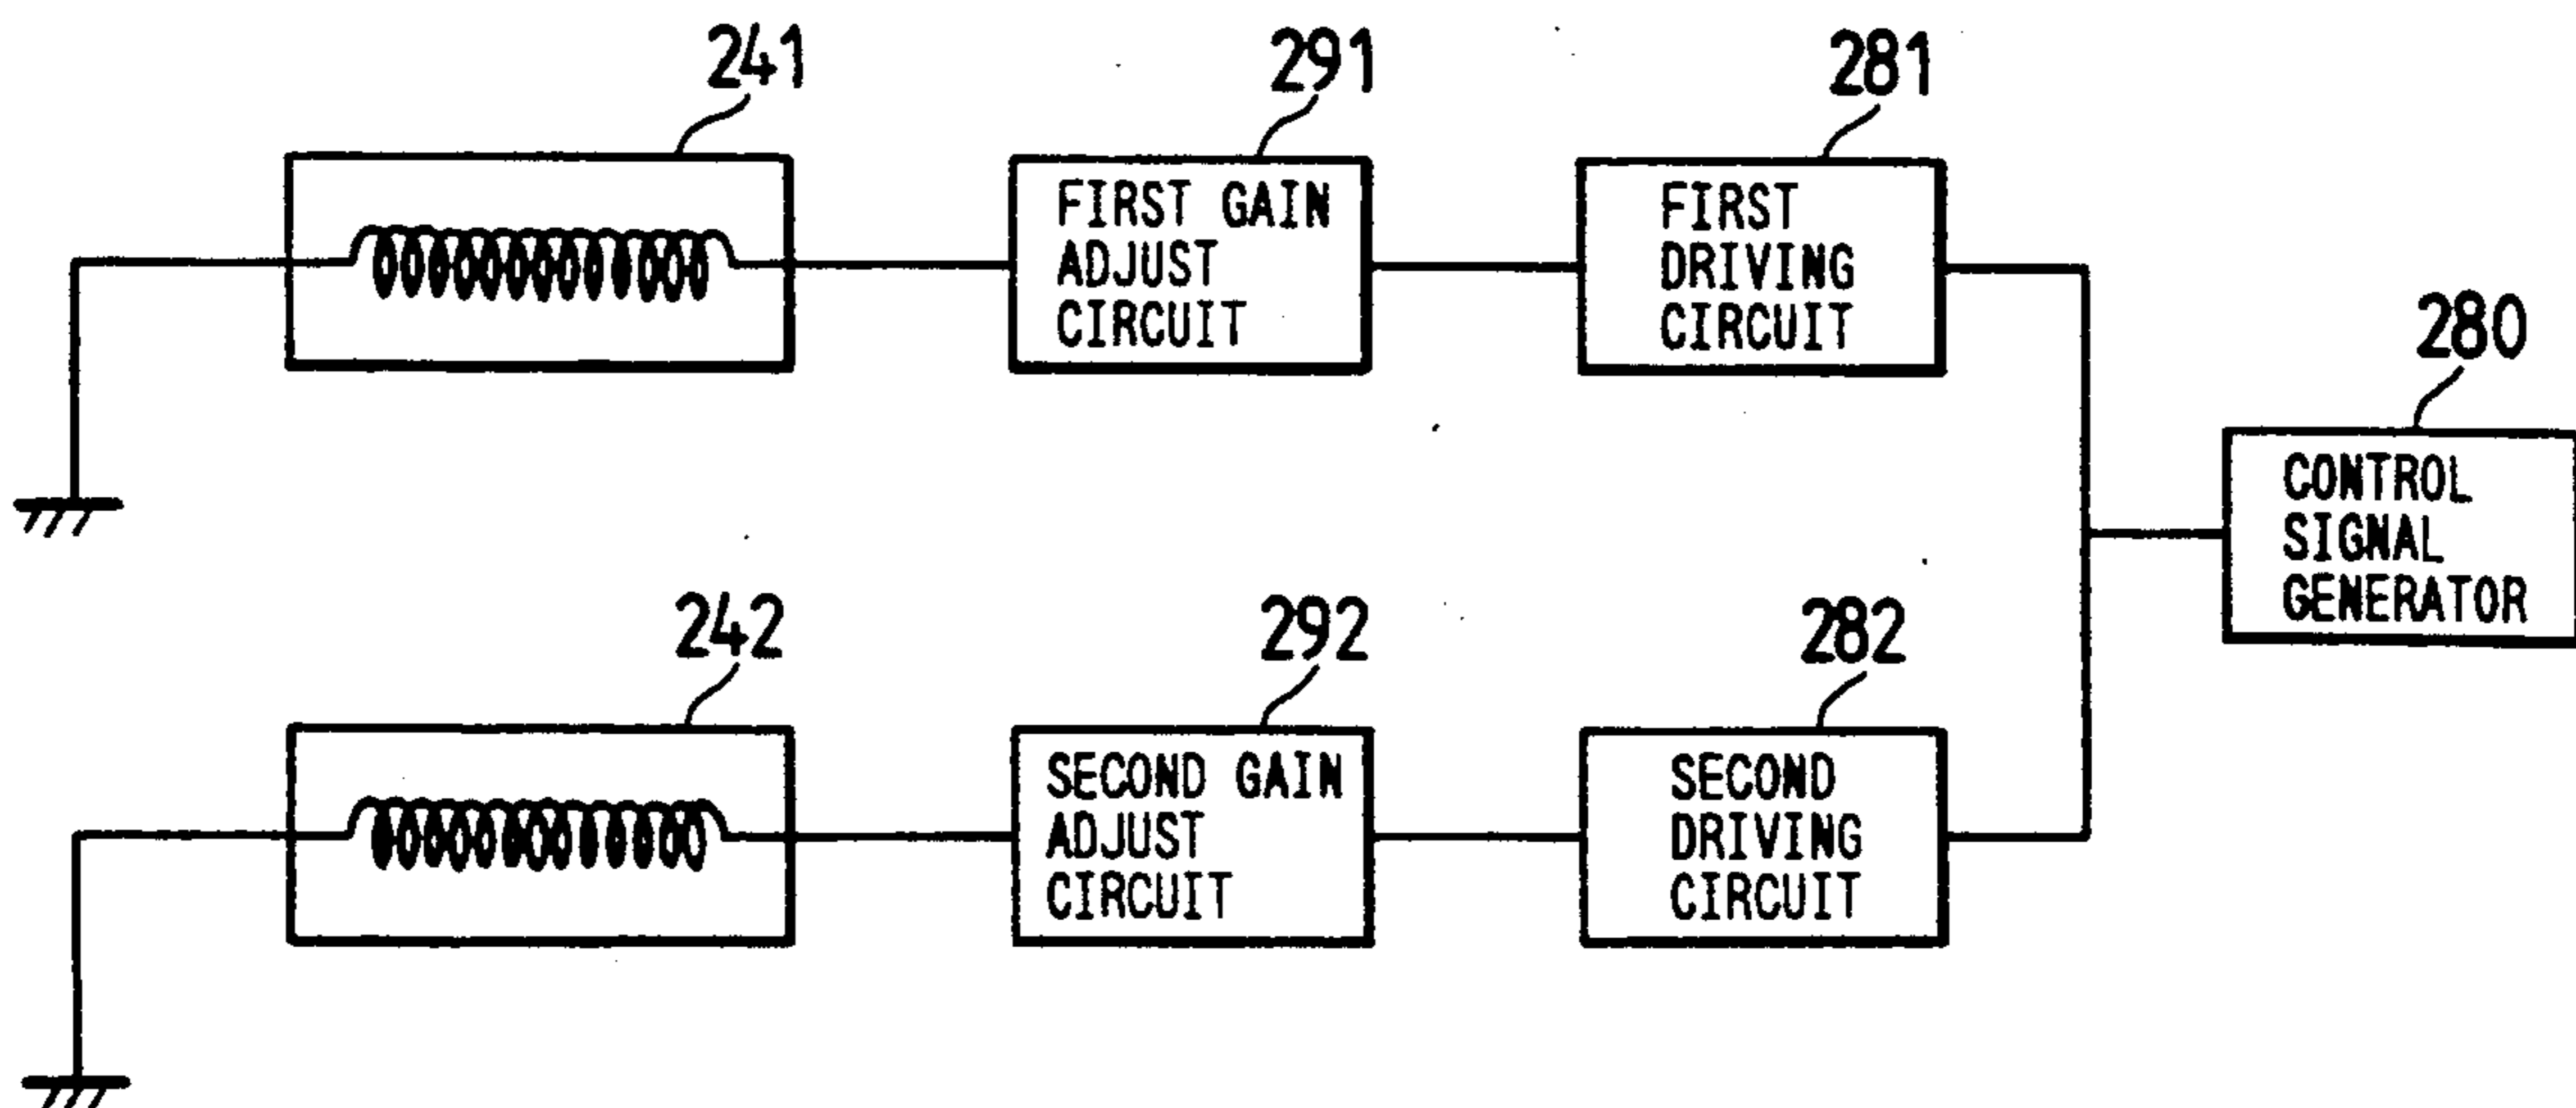 241
291
281
FIRST GAIN
ADJUST
CIRCUIT
FIRST
DRIVING
CIRCUIT
280
CONTROL
SIGNAL
GENERATOR
242
292
282
SECOND GAIN
ADJUST
CIRCUIT
SECOND
DRIVING
CIRCUIT